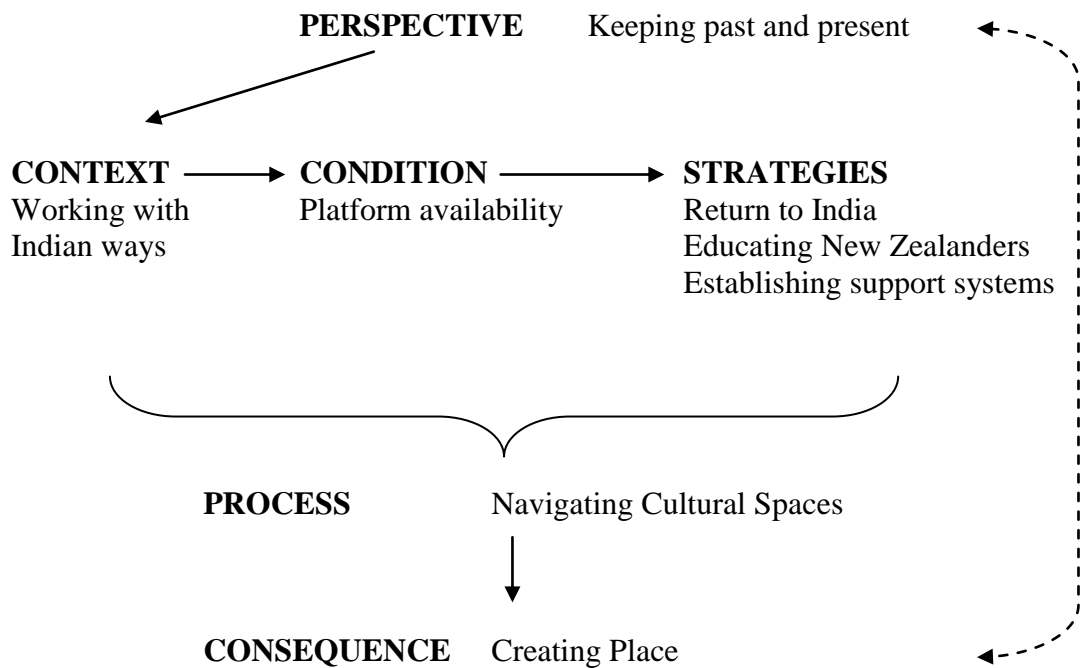 PERSPECTIVE Keeping past and present
CONTEXT CONDITION STRATEGIES
Working with Platform availability Return to India
Indian ways Educating New Zealanders
Establishing support systems
PROCESS Navigating Cultural Spaces
CONSEQUENCE Creating Place